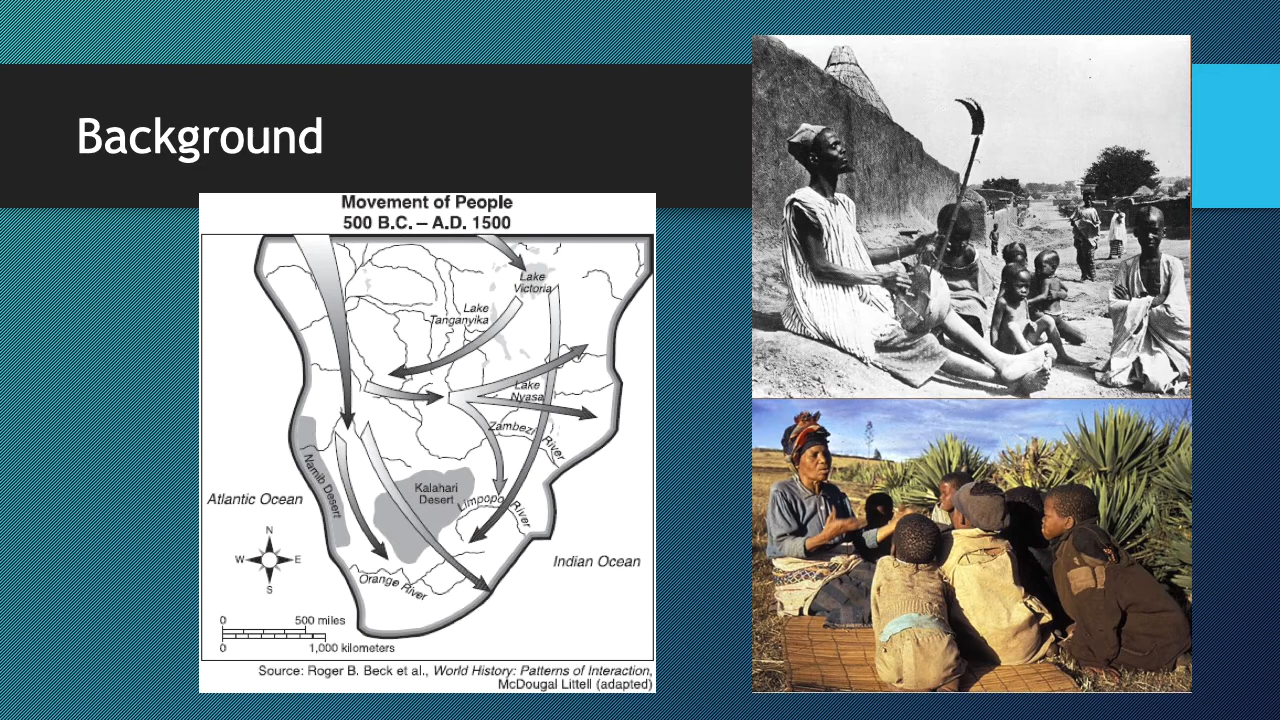 Background
Movement of People
500 B.C. – A.D. 1500
Lake
Victoria
Lake
Tanganyika
Lake
Nyasa
Zambezi River
Namib Desert
Kalahari
Desert
Limpopo River
Atlantic Ocean
N
W E
S
Indian Ocean
Orange River
0 500 miles
0 1,000 kilometers
Source: Roger B. Beck et al., World History: Patterns of Interaction,
McDougal Littell (adapted)